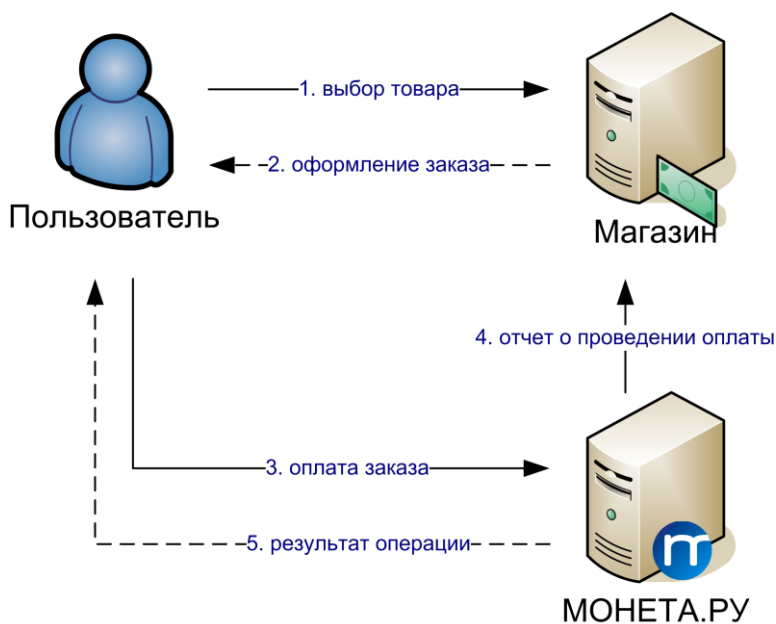 1. выбор товара
2. оформление заказа
Пользователь
Магазин
4. отчет о проведении оплаты
3. оплата заказа
5. результат операции
m
МОНЕТА.РУ